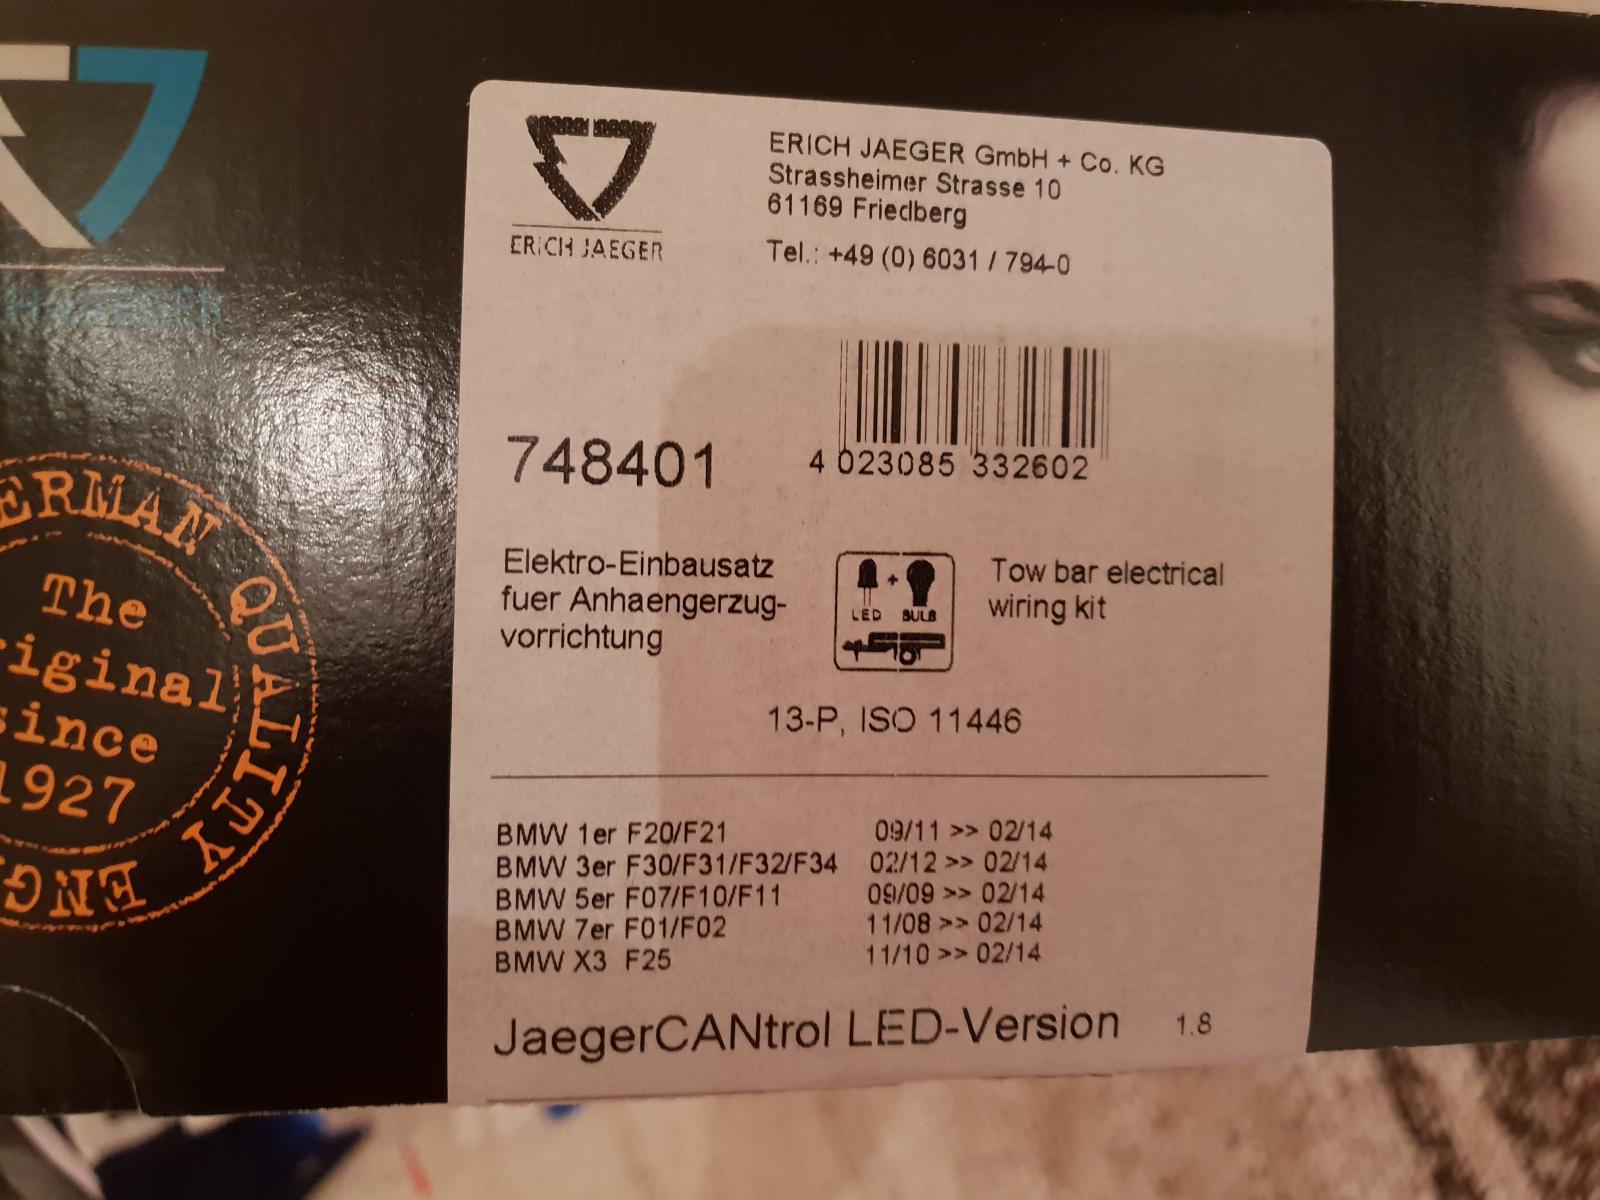 ERICH JAEGER
ERICH JAEGER GmbH + Co. KG
Strassheimer Strasse 10
61169 Friedberg
Tel.: +49 (0) 6031 / 794-0
748401
4 023085 332602
Elektro-Einbausatz
fuer Anhaengerzug-
vorrichtung
LED + BULB
Tow bar electrical
wiring kit
13-P, ISO 11446
BMW 1er F20/F21 09/11 >> 02/14
BMW 3er F30/F31/F32/F34 02/12 >> 02/14
BMW 5er F07/F10/F11 09/09 >> 02/14
BMW 7er F01/F02 11/08 >> 02/14
BMW X3 F25 11/10 >> 02/14
JaegerCANtrol LED-Version 1.8
ERMAN QUALITY
The
riginal
since
1927
ENG